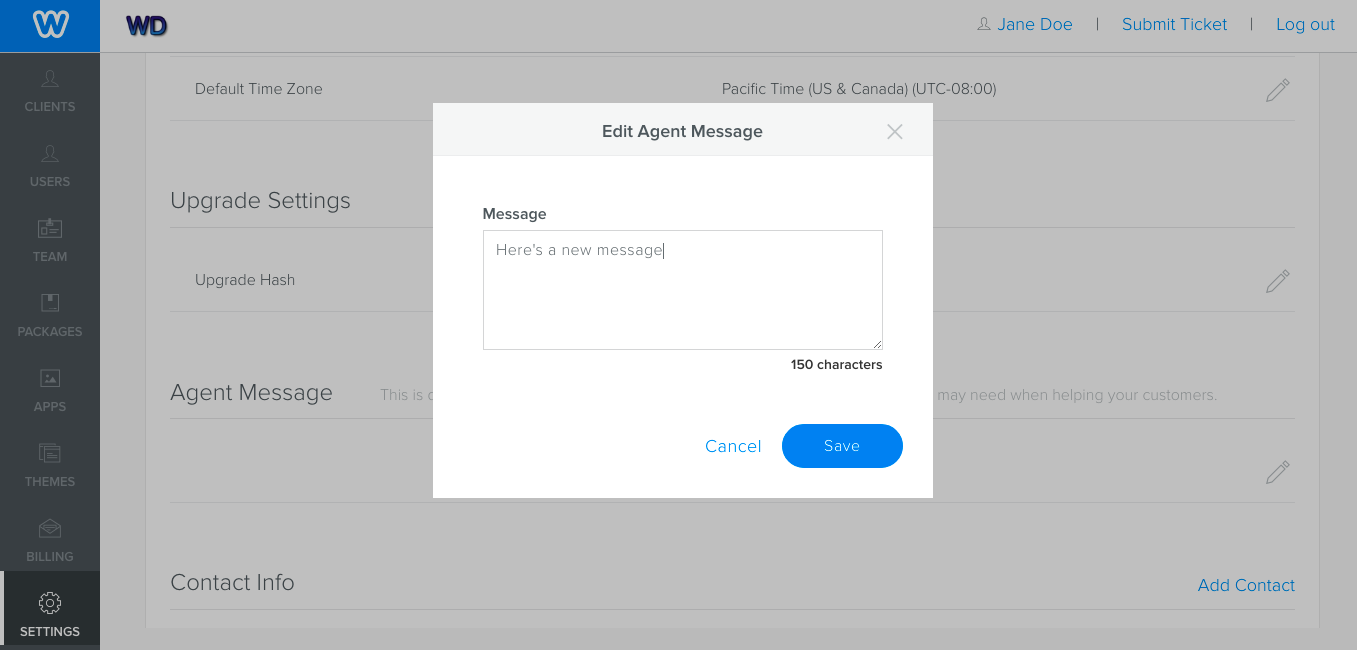 WD
Jane Doe | Submit Ticket | Log out
CLIENTS
USERS
TEAM
PACKAGES
APPS
THEMES
BILLING
SETTINGS
Default Time Zone Pacific Time (US & Canada) (UTC-08:00)
Upgrade Settings
Upgrade Hash
Agent Message This is may need when helping your customers.
Contact Info Add Contact
Edit Agent Message
Message
Here's a new message
150 characters
Cancel Save